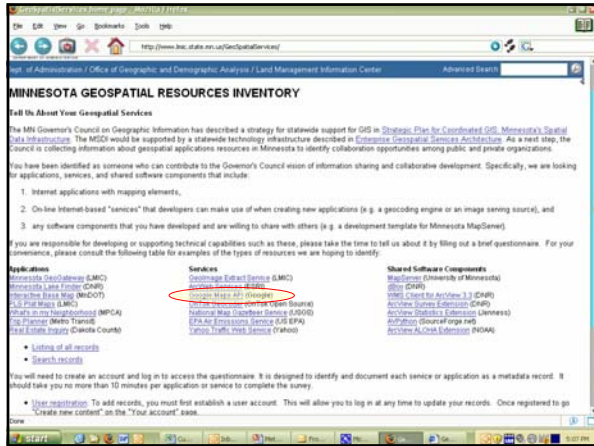 GeoSpatialServices home page - Mozilla Firefox
File Edit View Go Bookmarks Tools Help
http://www.lmic.state.mn.us/GeoSpatialServices/
Dept. of Administration / Office of Geographic and Demographic Analysis / Land Management Information Center Advanced Search
MINNESOTA GEOSPATIAL RESOURCES INVENTORY
Tell Us About Your Geospatial Services
The MN Governor's Council on Geographic Information has described a strategy for statewide support for GIS in Strategic Plan for Coordinated GIS, Minnesota's Spatial
Data Infrastructure. The MSDI would be supported by a statewide technology infrastructure described in Enterprise Geospatial Services Architecture. As a next step, the
Council is collecting information about geospatial applications resources in Minnesota to identify collaboration opportunities among public and private organizations.
You have been identified as someone who can contribute to the Governor's Council vision of information sharing and collaborative development. Specifically, we are looking
for applications, services, and shared software components that include:
1. Internet applications with mapping elements,
2. On-line Internet-based "services" that developers can make use of when creating new applications (e.g. a geocoding engine or an image serving source), and
3. any software components that you have developed and are willing to share with others (e.g. a development template for Minnesota MapServer).
If you are responsible for developing or supporting technical capabilities such as these, please take the time to tell us about it by filling out a brief questionnaire. For your
convenience, please consult the following table for examples of the types of resources we are hoping to identify:
Applications Services Shared Software Components
Minnesota GeoGateway (LMIC) GeoImage Extract Service (LMIC) MapServer (University of Minnesota)
Minnesota Lake Finder (DNR) ArcWeb Services (ESRI) dBox (DNR)
Interactive Base Map (MnDOT) Google Maps API (Google) WMS Client for ArcView 3.3 (DNR)
PLS Plat Maps (LMIC) OnTok Geocoder (OnTok Open Source) ArcView Survey Extension (DNR)
What's in my Neighborhood (MPCA) National Map Gazetteer Service (USGS) ArcView Statistics Extension (Jenness)
Trip Planner (Metro Transit) EPA Air Emissions Service (US EPA) AVPython (SourceForge.net)
Real Estate Inquiry (Dakota County) Yahoo Traffic Web Service (Yahoo) ArcView ALOHA Extension (NOAA)
Listing of all records
Search records
You will need to create an account and log in to access the questionnaire. It is designed to identify and document each service or application as a metadata record. It
should take you no more than 10 minutes per application or service to complete the survey.
User registration. To add records, you must first establish a user account. This will allow you to log in at any time to update your records. Once registered to go
"Create new content" on the "Your account" page.
Done
start 5:07 PM